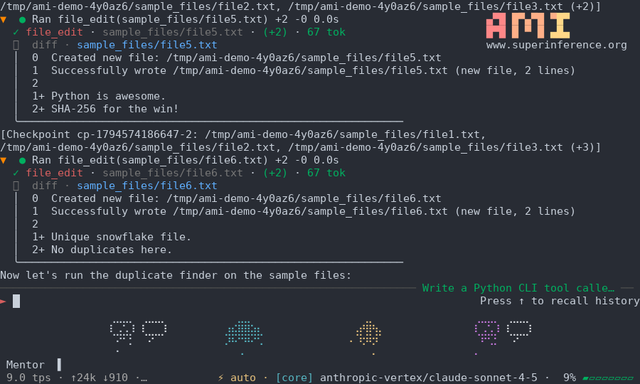 /tmp/ami-demo-4y0az6/sample_files/file2.txt, /tmp/ami-demo-4y0az6/sample_files/file3.txt (+2)]
▼ ● Ran file_edit(sample_files/file5.txt) +2 -0 0.0s
✓ file_edit · sample_files/file5.txt · (+2) · 67 tok
www.superinference.org
diff · sample_files/file5.txt
0 Created new file: /tmp/ami-demo-4y0az6/sample_files/file5.txt
1 Successfully wrote /tmp/ami-demo-4y0az6/sample_files/file5.txt (new file, 2 lines)
2
1+ Python is awesome.
2+ SHA-256 for the win!
[Checkpoint cp-1794574186647-2: /tmp/ami-demo-4y0az6/sample_files/file1.txt,
/tmp/ami-demo-4y0az6/sample_files/file2.txt, /tmp/ami-demo-4y0az6/sample_files/file3.txt (+3)]
▼ ● Ran file_edit(sample_files/file6.txt) +2 -0 0.0s
✓ file_edit · sample_files/file6.txt · (+2) · 67 tok
diff · sample_files/file6.txt
0 Created new file: /tmp/ami-demo-4y0az6/sample_files/file6.txt
1 Successfully wrote /tmp/ami-demo-4y0az6/sample_files/file6.txt (new file, 2 lines)
2
1+ Unique snowflake file.
2+ No duplicates here.
Now let's run the duplicate finder on the sample files:
Write a Python CLI tool calle…
Press ↑ to recall history
Mentor
9.0 tps · ↑24k ↓910 ·… ⚡ auto · [core] anthropic-vertex/claude-sonnet-4-5 · 9%